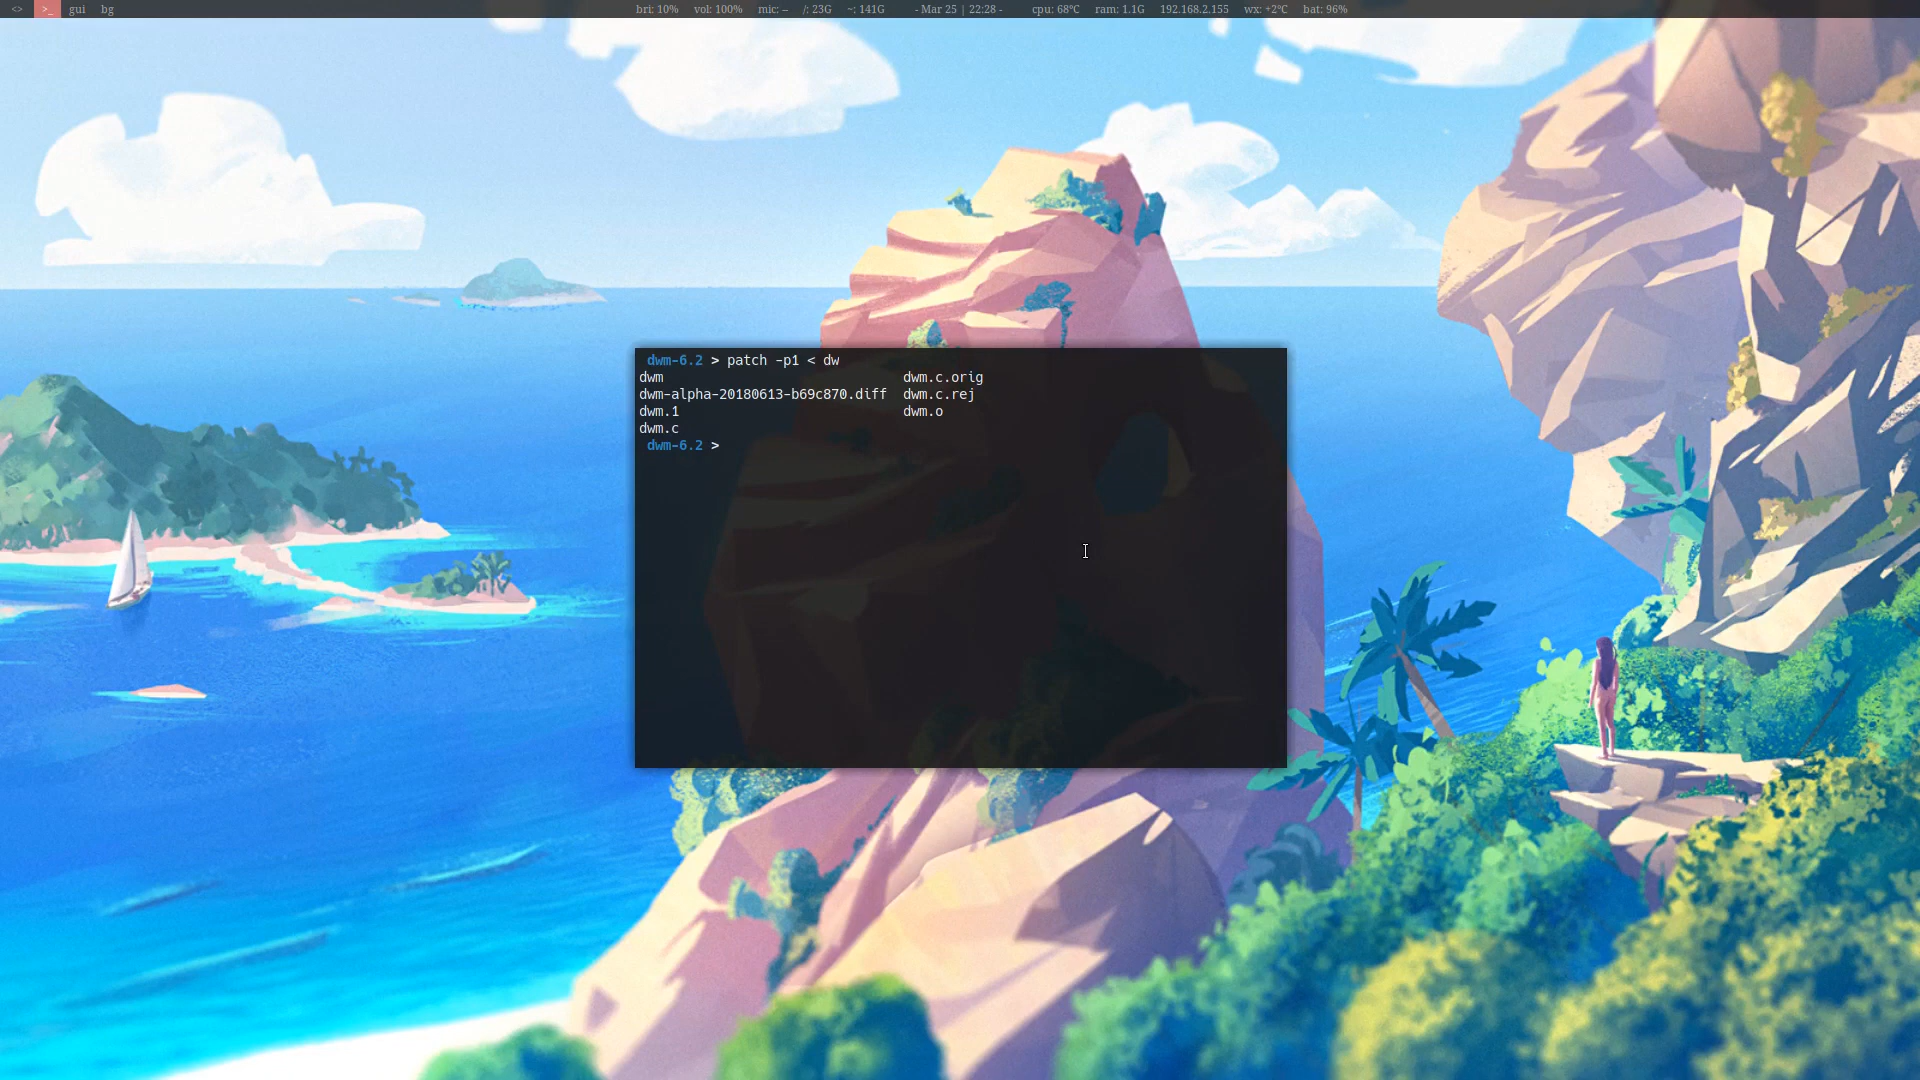 <> >_ gui bg bri: 10% vol: 100% mic: – /: 23G ~: 141G - Mar 25 | 22:28 - cpu: 68°C ram: 1.1G 192.168.2.155 wx: +2°C bat: 96%
dwm-6.2 > patch -p1 < dw
dwm dwm.c.orig
dwm-alpha-20180613-b69c870.diff dwm.c.rej
dwm.1 dwm.o
dwm.c
dwm-6.2 >